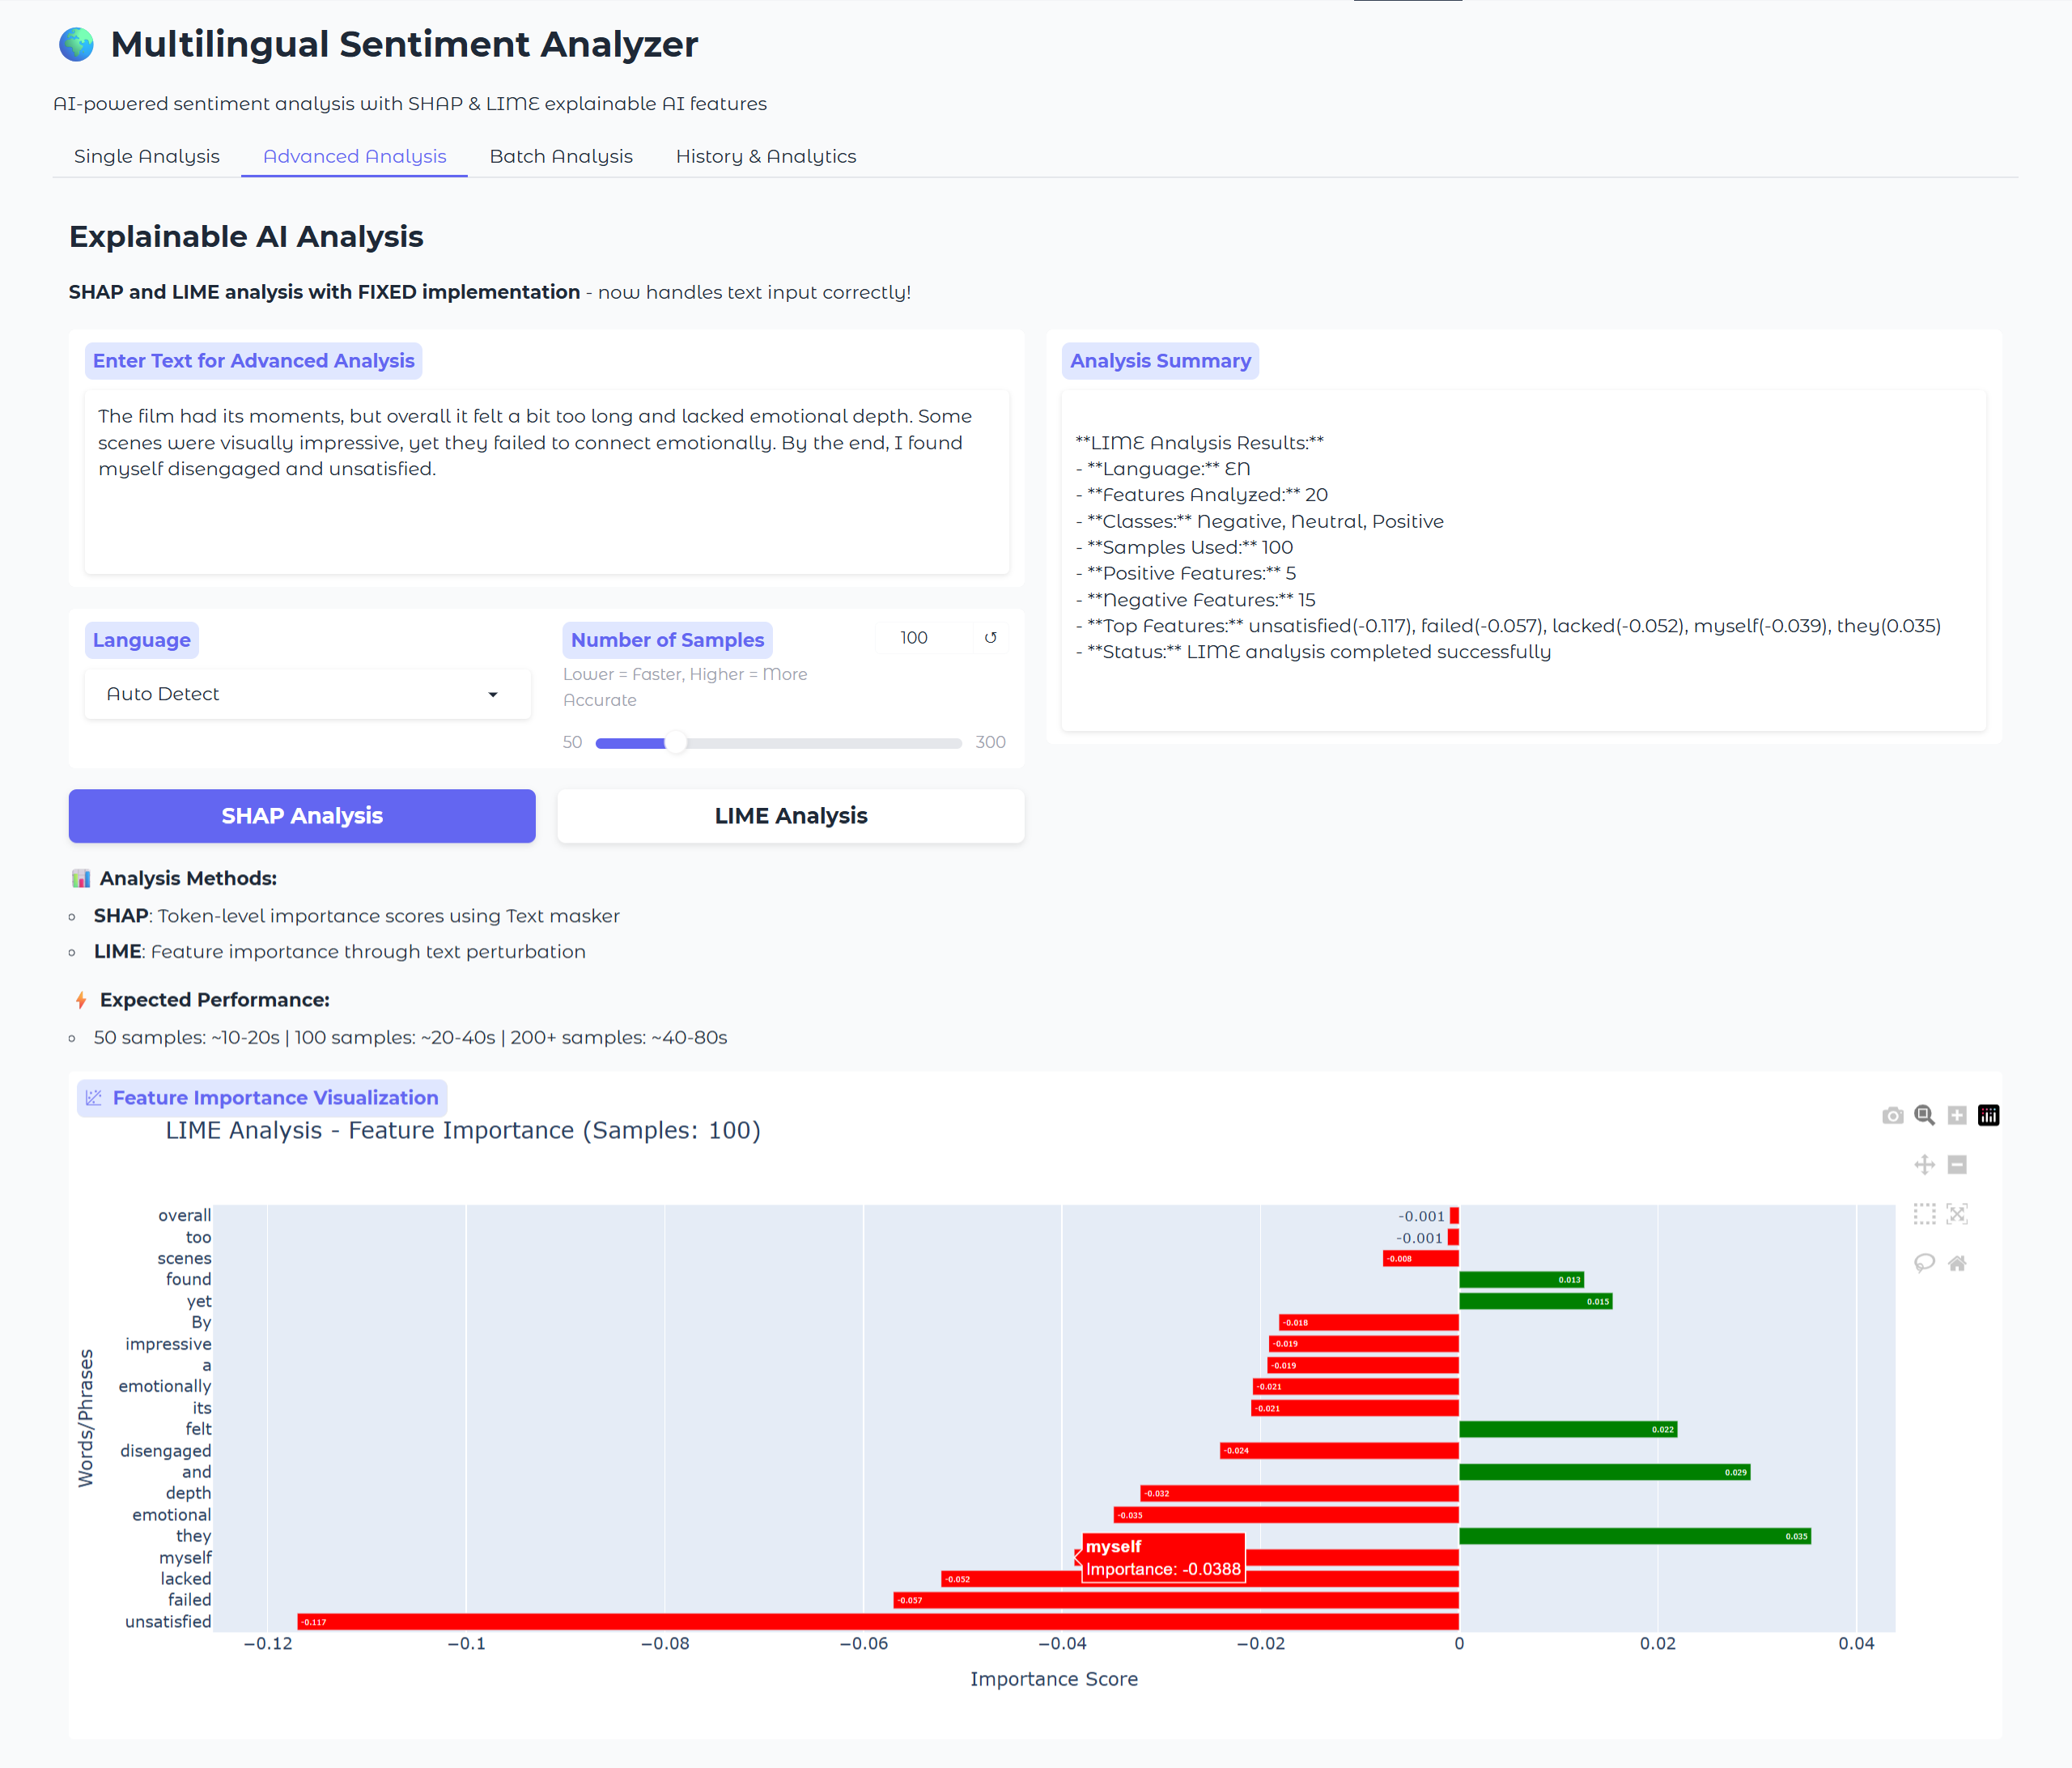 🌍 Multilingual Sentiment Analyzer
AI-powered sentiment analysis with SHAP & LIME explainable AI features
Single Analysis
Advanced Analysis
Batch Analysis
History & Analytics
Explainable AI Analysis
SHAP and LIME analysis with FIXED implementation - now handles text input correctly!
Enter Text for Advanced Analysis
The film had its moments, but overall it felt a bit too long and lacked emotional depth. Some
scenes were visually impressive, yet they failed to connect emotionally. By the end, I found
myself disengaged and unsatisfied.
Language
Auto Detect
Number of Samples
100
Lower = Faster, Higher = More
Accurate
50
300
SHAP Analysis
LIME Analysis
Analysis Summary
**LIME Analysis Results:**
- **Language:** EN
- **Features Analyzed:** 20
- **Classes:** Negative, Neutral, Positive
- **Samples Used:** 100
- **Positive Features:** 5
- **Negative Features:** 15
- **Top Features:** unsatisfied(-0.117), failed(-0.057), lacked(-0.052), myself(-0.039), they(0.035)
- **Status:** LIME analysis completed successfully
📊 Analysis Methods:
SHAP: Token-level importance scores using Text masker
LIME: Feature importance through text perturbation
⚡ Expected Performance:
50 samples: ~10-20s | 100 samples: ~20-40s | 200+ samples: ~40-80s
Feature Importance Visualization
LIME Analysis - Feature Importance (Samples: 100)
Words/Phrases
overall -0.001
too -0.001
scenes -0.008
found 0.013
yet 0.015
By -0.018
impressive -0.019
a -0.019
emotionally -0.021
its -0.021
felt 0.022
disengaged -0.024
and 0.029
depth -0.032
emotional -0.035
they 0.035
myself
myself
Importance: -0.0388
lacked -0.052
failed -0.057
unsatisfied -0.117
−0.12 −0.1 −0.08 −0.06 −0.04 −0.02 0 0.02 0.04
Importance Score